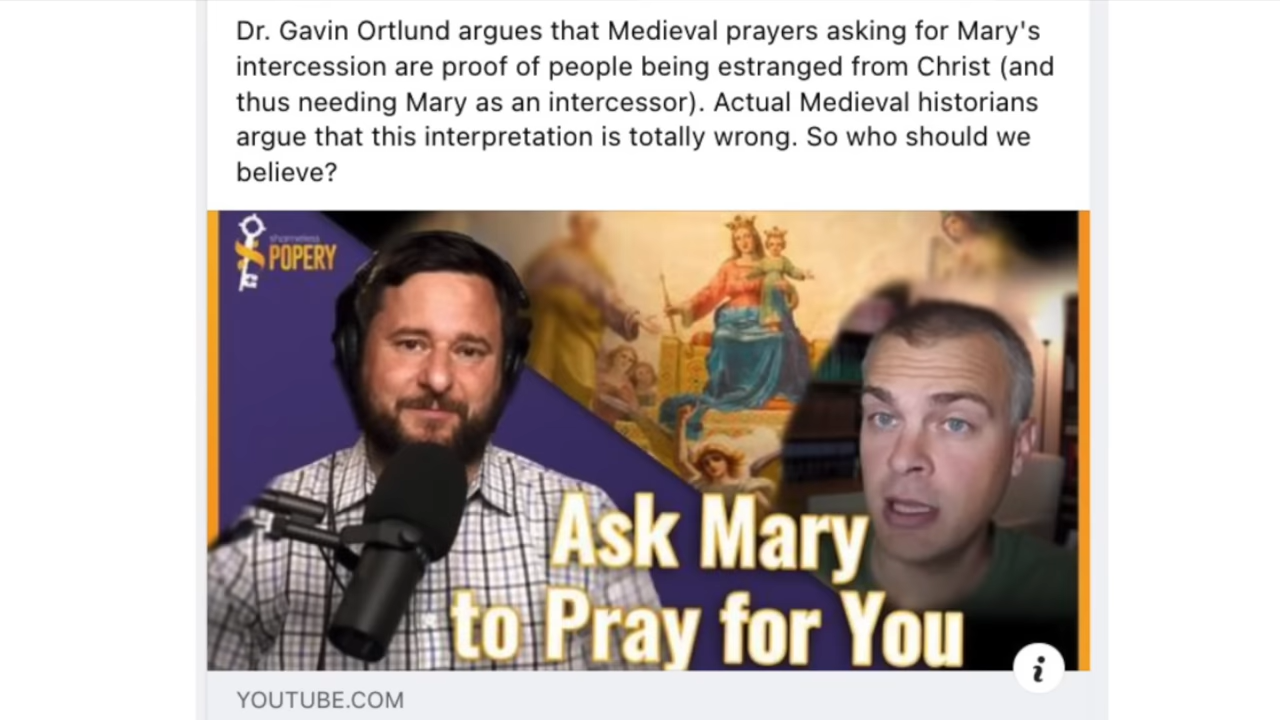 Dr. Gavin Ortlund argues that Medieval prayers asking for Mary's
intercession are proof of people being estranged from Christ (and
thus needing Mary as an intercessor). Actual Medieval historians
argue that this interpretation is totally wrong. So who should we
believe?
shameless
POPERY
Ask Mary
to Pray for You
i
YOUTUBE.COM